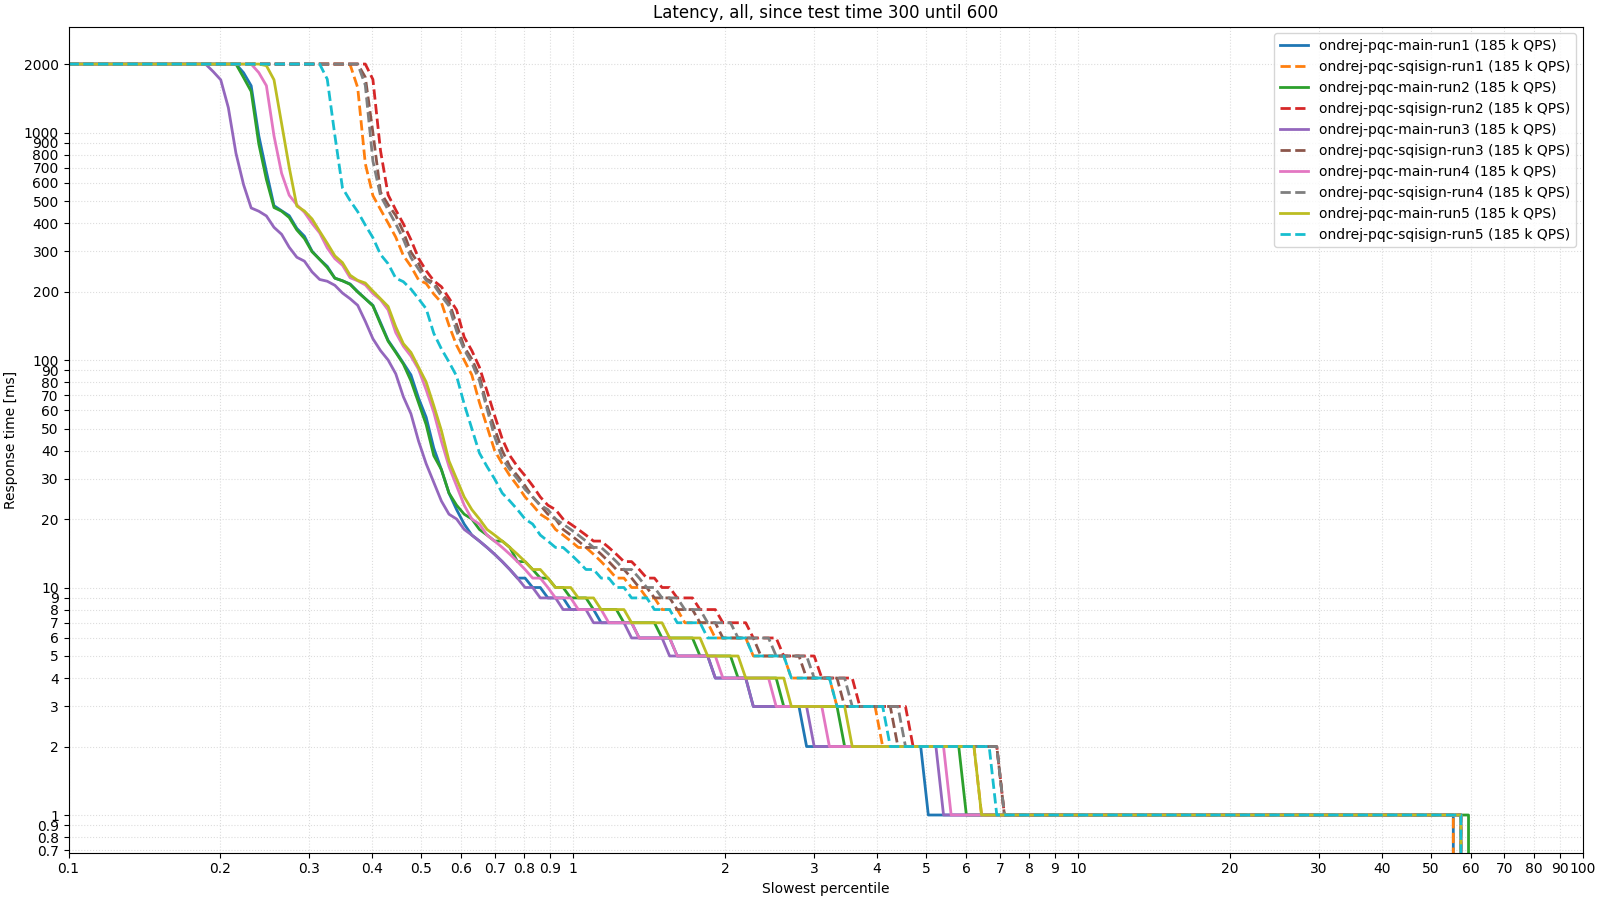 Latency, all, since test time 300 until 600
ondrej-pqc-main-run1 (185 k QPS)
ondrej-pqc-sqisign-run1 (185 k QPS)
ondrej-pqc-main-run2 (185 k QPS)
ondrej-pqc-sqisign-run2 (185 k QPS)
ondrej-pqc-main-run3 (185 k QPS)
ondrej-pqc-sqisign-run3 (185 k QPS)
ondrej-pqc-main-run4 (185 k QPS)
ondrej-pqc-sqisign-run4 (185 k QPS)
ondrej-pqc-main-run5 (185 k QPS)
ondrej-pqc-sqisign-run5 (185 k QPS)
Response time [ms]
2000
1000
900
800
700
600
500
400
300
200
100
90
80
70
60
50
40
30
20
10
9
8
7
6
5
4
3
2
1
0.9
0.8
0.7
0.1 0.2 0.3 0.4 0.5 0.6 0.7 0.8 0.9 1 2 3 4 5 6 7 8 9 10 20 30 40 50 60 70 80 90 100
Slowest percentile